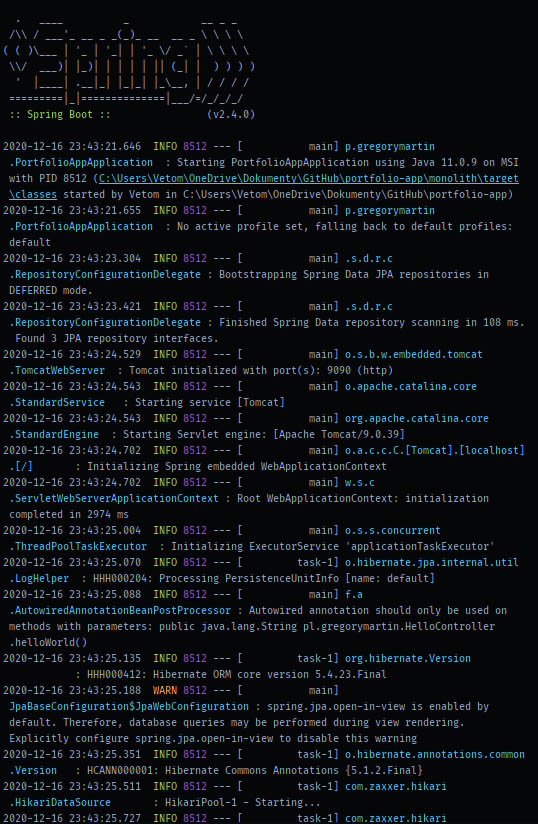 .   ____          _            __ _ _
 /\\ / ___'_ __ _ _(_)_ __  __ _ \ \ \ \
( ( )\___ | '_ | '_| | '_ \/ _` | \ \ \ \
 \\/  ___)| |_)| | | | | || (_| |  ) ) ) )
  '  |____| .__|_| |_|_| |_\__, | / / / /
 =========|_|==============|___/=/_/_/_/
 :: Spring Boot ::                (v2.4.0)
2020-12-16 23:43:21.646  INFO 8512 --- [           main] p.gregorymartin
.PortfolioAppApplication  : Starting PortfolioAppApplication using Java 11.0.9 on MSI
with PID 8512 (C:\Users\Vetom\OneDrive\Dokumenty\GitHub\portfolio-app\monolith\target
\classes started by Vetom in C:\Users\Vetom\OneDrive\Dokumenty\GitHub\portfolio-app)
2020-12-16 23:43:21.655  INFO 8512 --- [           main] p.gregorymartin
.PortfolioAppApplication  : No active profile set, falling back to default profiles:
default
2020-12-16 23:43:23.304  INFO 8512 --- [           main] .s.d.r.c
.RepositoryConfigurationDelegate : Bootstrapping Spring Data JPA repositories in
DEFERRED mode.
2020-12-16 23:43:23.421  INFO 8512 --- [           main] .s.d.r.c
.RepositoryConfigurationDelegate : Finished Spring Data repository scanning in 108 ms.
Found 3 JPA repository interfaces.
2020-12-16 23:43:24.529  INFO 8512 --- [           main] o.s.b.w.embedded.tomcat
.TomcatWebServer  : Tomcat initialized with port(s): 9090 (http)
2020-12-16 23:43:24.543  INFO 8512 --- [           main] o.apache.catalina.core
.StandardService   : Starting service [Tomcat]
2020-12-16 23:43:24.543  INFO 8512 --- [           main] org.apache.catalina.core
.StandardEngine  : Starting Servlet engine: [Apache Tomcat/9.0.39]
2020-12-16 23:43:24.702  INFO 8512 --- [           main] o.a.c.c.C.[Tomcat].[localhost]
.[/]       : Initializing Spring embedded WebApplicationContext
2020-12-16 23:43:24.702  INFO 8512 --- [           main] w.s.c
.ServletWebServerApplicationContext : Root WebApplicationContext: initialization
completed in 2974 ms
2020-12-16 23:43:25.004  INFO 8512 --- [           main] o.s.s.concurrent
.ThreadPoolTaskExecutor  : Initializing ExecutorService 'applicationTaskExecutor'
2020-12-16 23:43:25.070  INFO 8512 --- [         task-1] o.hibernate.jpa.internal.util
.LogHelper  : HHH000204: Processing PersistenceUnitInfo [name: default]
2020-12-16 23:43:25.088  INFO 8512 --- [           main] f.a
.AutowiredAnnotationBeanPostProcessor : Autowired annotation should only be used on
methods with parameters: public java.lang.String pl.gregorymartin.HelloController
.helloWorld()
2020-12-16 23:43:25.135  INFO 8512 --- [         task-1] org.hibernate.Version
            : HHH000412: Hibernate ORM core version 5.4.23.Final
2020-12-16 23:43:25.188  WARN 8512 --- [           main]
JpaBaseConfiguration$JpaWebConfiguration : spring.jpa.open-in-view is enabled by
default. Therefore, database queries may be performed during view rendering.
Explicitly configure spring.jpa.open-in-view to disable this warning
2020-12-16 23:43:25.351  INFO 8512 --- [         task-1] o.hibernate.annotations.common
.Version   : HCANN000001: Hibernate Commons Annotations {5.1.2.Final}
2020-12-16 23:43:25.511  INFO 8512 --- [         task-1] com.zaxxer.hikari
.HikariDataSource       : HikariPool-1 - Starting...
2020-12-16 23:43:25.727  INFO 8512 --- [         task-1] com.zaxxer.hikari